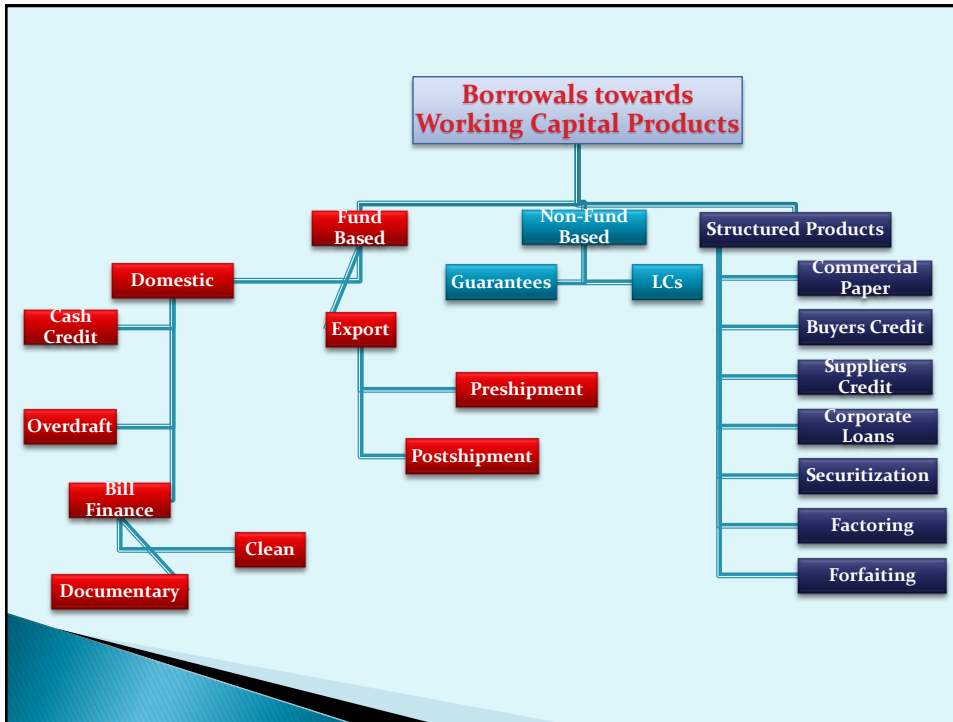 Borrowals towards
Working Capital Products
Fund
Based
Non-Fund
Based
Structured Products
Domestic
Guarantees
LCs
Commercial
Paper
Cash
Credit
Export
Buyers Credit
Suppliers
Credit
Preshipment
Corporate
Loans
Overdraft
Postshipment
Securitization
Bill
Finance
Factoring
Clean
Documentary
Forfaiting